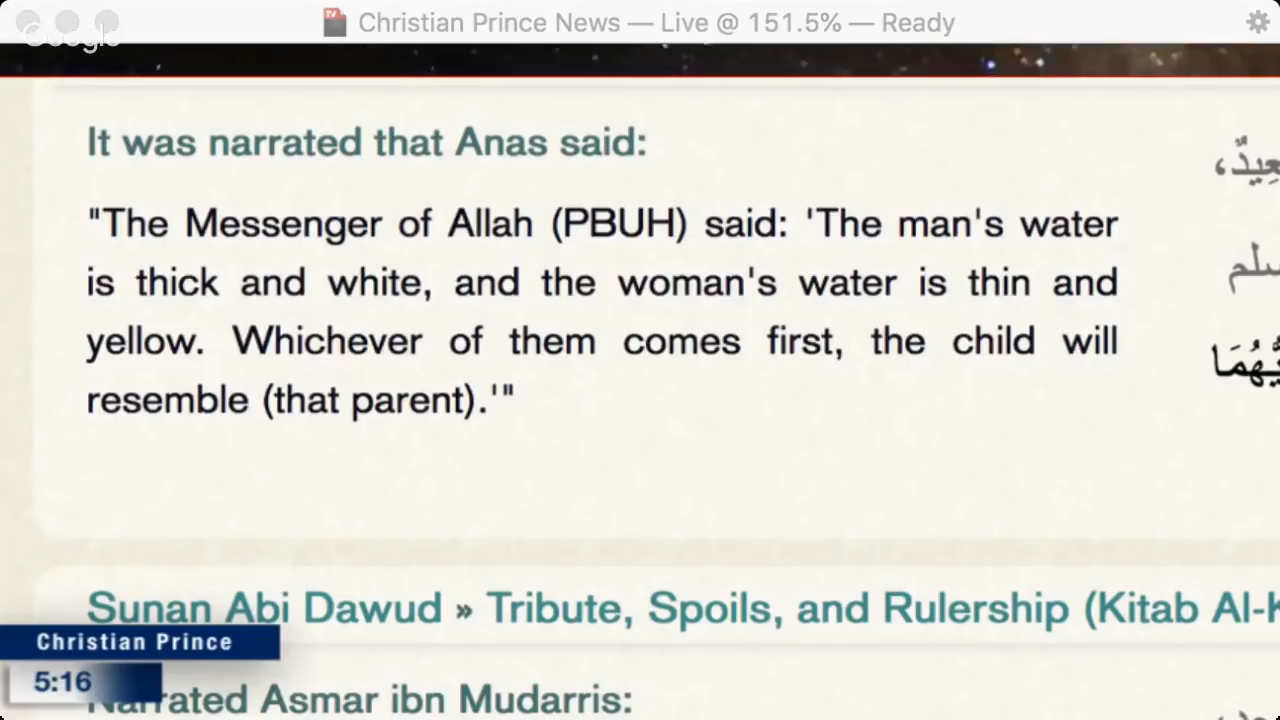 Christian Prince News — Live @ 151.5% — Ready
Google
It was narrated that Anas said:
"The Messenger of Allah (PBUH) said: 'The man's water
is thick and white, and the woman's water is thin and
yellow. Whichever of them comes first, the child will
resemble (that parent).'"
Sunan Abi Dawud » Tribute, Spoils, and Rulership (Kitab Al-K
Christian Prince
5:16
Narrated Asmar ibn Mudarris: